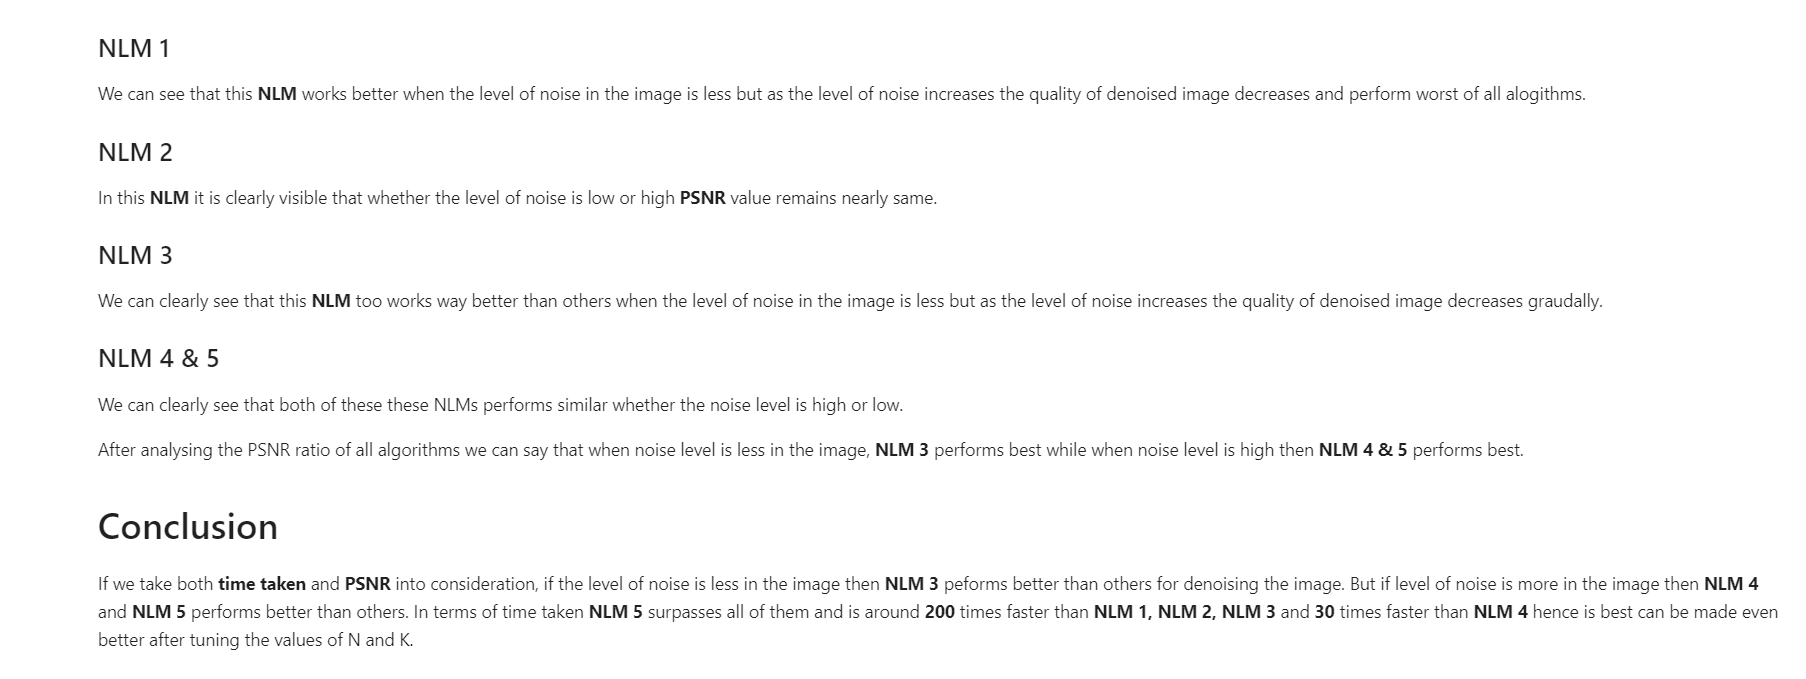 NLM 1
We can see that this NLM works better when the level of noise in the image is less but as the level of noise increases the quality of denoised image decreases and perform worst of all alogithms.
NLM 2
In this NLM it is clearly visible that whether the level of noise is low or high PSNR value remains nearly same.
NLM 3
We can clearly see that this NLM too works way better than others when the level of noise in the image is less but as the level of noise increases the quality of denoised image decreases graudally.
NLM 4 & 5
We can clearly see that both of these these NLMs performs similar whether the noise level is high or low.
After analysing the PSNR ratio of all algorithms we can say that when noise level is less in the image, NLM 3 performs best while when noise level is high then NLM 4 & 5 performs best.
Conclusion
If we take both time taken and PSNR into consideration, if the level of noise is less in the image then NLM 3 peforms better than others for denoising the image. But if level of noise is more in the image then NLM 4
and NLM 5 performs better than others. In terms of time taken NLM 5 surpasses all of them and is around 200 times faster than NLM 1, NLM 2, NLM 3 and 30 times faster than NLM 4 hence is best can be made even
better after tuning the values of N and K.